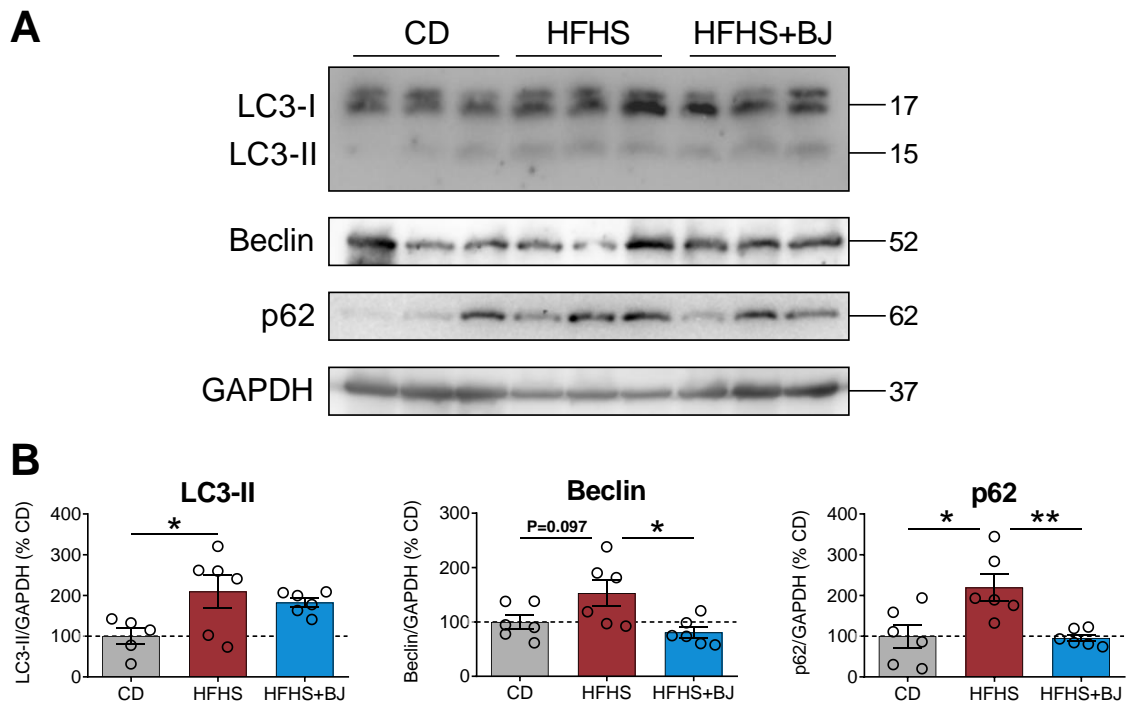 A
CD HFHS HFHS+BJ
LC3-I 17
LC3-II 15
Beclin 52
p62 62
GAPDH 37
B
LC3-II
LC3-II/GAPDH (% CD)
400
300
200
100
0
*
CD HFHS HFHS+BJ
Beclin
Beclin/GAPDH (% CD)
300
200
100
0
P=0.097 *
CD HFHS HFHS+BJ
p62
p62/GAPDH (% CD)
400
300
200
100
0
* **
CD HFHS HFHS+BJ